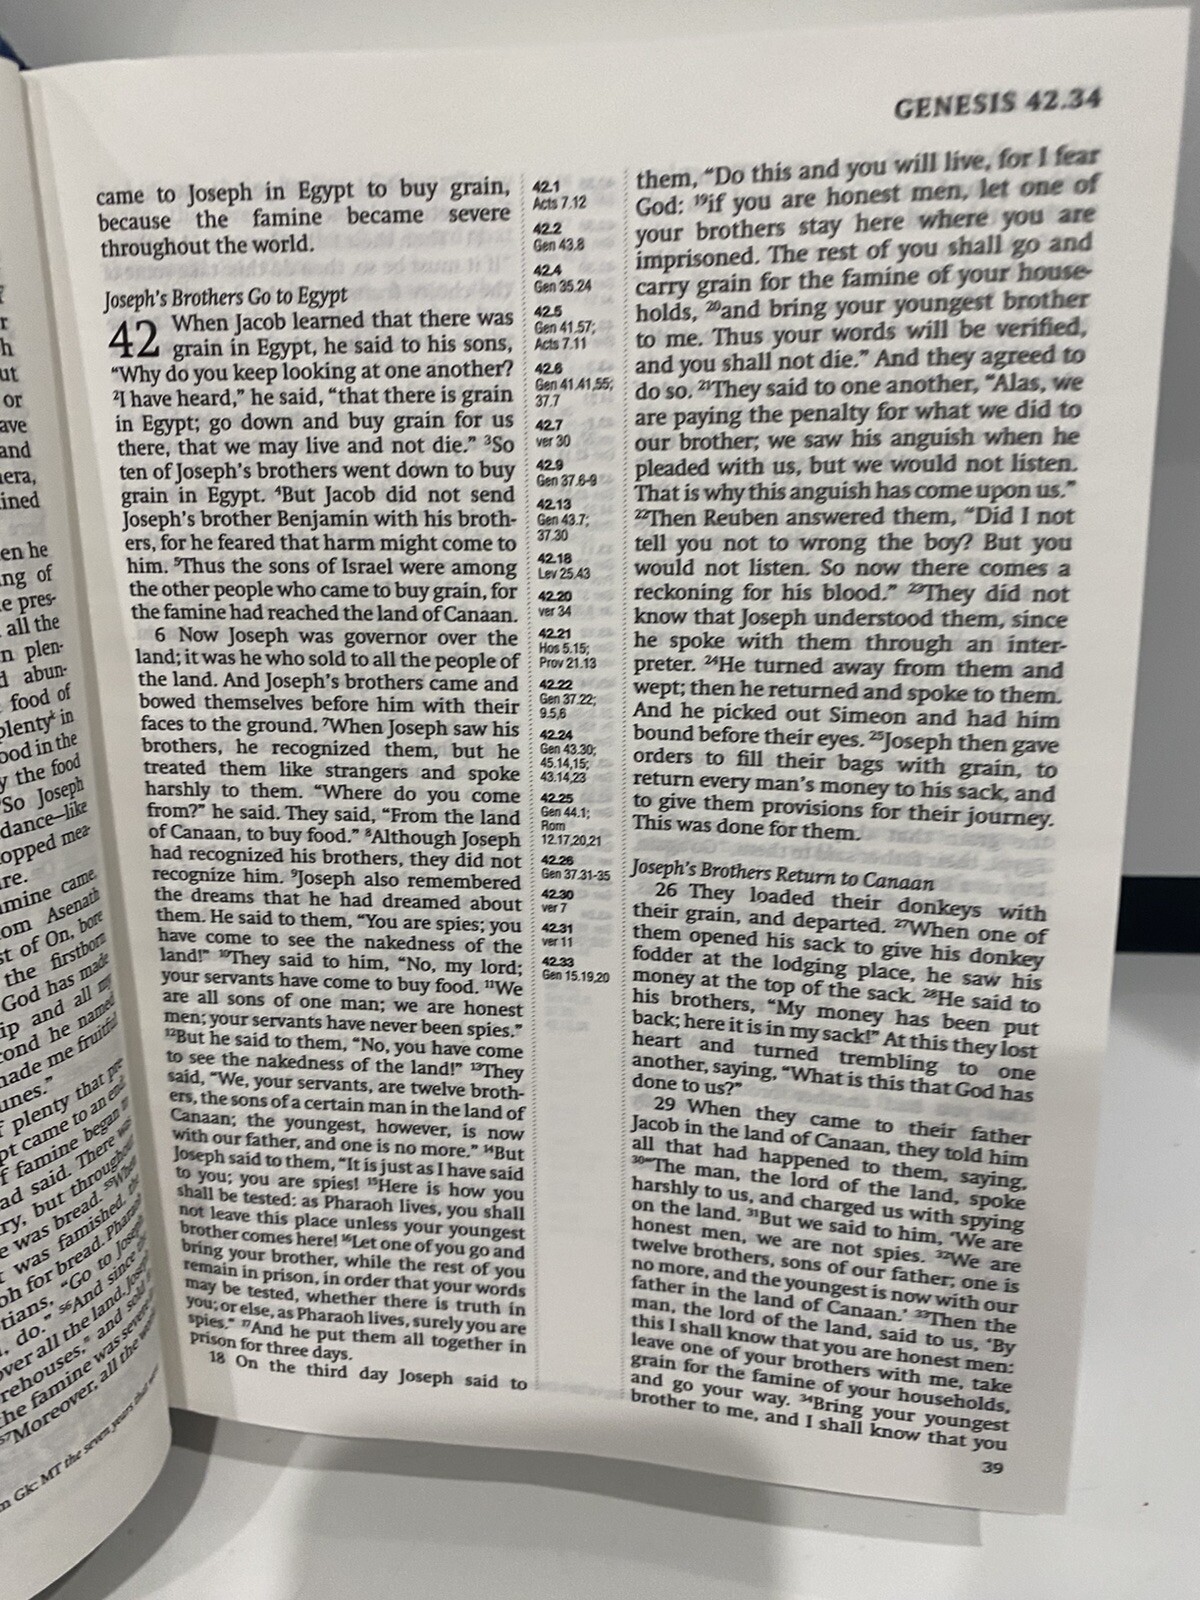 GENESIS 42.34
came to Joseph in Egypt to buy grain,
because the famine became severe
throughout the world.
Joseph's Brothers Go to Egypt
42 When Jacob learned that there was
grain in Egypt, he said to his sons,
“Why do you keep looking at one another?
²I have heard,” he said, “that there is grain
in Egypt; go down and buy grain for us
there, that we may live and not die.” ³So
ten of Joseph's brothers went down to buy
grain in Egypt. ⁴But Jacob did not send
Joseph's brother Benjamin with his broth-
ers, for he feared that harm might come to
him. ⁵Thus the sons of Israel were among
the other people who came to buy grain, for
the famine had reached the land of Canaan.
6 Now Joseph was governor over the
land; it was he who sold to all the people of
the land. And Joseph's brothers came and
bowed themselves before him with their
faces to the ground. ⁷When Joseph saw his
brothers, he recognized them, but he
treated them like strangers and spoke
harshly to them. “Where do you come
from?” he said. They said, “From the land
of Canaan, to buy food.” ⁸Although Joseph
had recognized his brothers, they did not
recognize him. ⁹Joseph also remembered
the dreams that he had dreamed about
them. He said to them, “You are spies; you
have come to see the nakedness of the
land!” ¹⁰They said to him, “No, my lord;
your servants have come to buy food. ¹¹We
are all sons of one man; we are honest
men; your servants have never been spies.”
¹²But he said to them, “No, you have come
to see the nakedness of the land!” ¹³They
said, “We, your servants, are twelve broth-
ers, the sons of a certain man in the land of
Canaan; the youngest, however, is now
with our father, and one is no more.” ¹⁴But
Joseph said to them, “It is just as I have said
to you; you are spies! ¹⁵Here is how you
shall be tested: as Pharaoh lives, you shall
not leave this place unless your youngest
brother comes here! ¹⁶Let one of you go and
bring your brother, while the rest of you
remain in prison, in order that your words
may be tested, whether there is truth in
you; or else, as Pharaoh lives, surely you are
spies.” ¹⁷And he put them all together in
prison for three days.
18 On the third day Joseph said to
42.1
Acts 7.12
42.2
Gen 43.8
42.4
Gen 35.24
42.5
Gen 41.57;
Acts 7.11
42.6
Gen 41.41,55;
37.7
42.7
ver 30
42.9
Gen 37.6-9
42.13
Gen 43.7;
37.30
42.18
Lev 25.43
42.20
ver 34
42.21
Hos 5.15;
Prov 21.13
42.22
Gen 37.22;
9.5,6
42.24
Gen 43.30;
45.14,15;
43.14,23
42.25
Gen 44.1;
Rom
12.17,20,21
42.26
Gen 37.31-35
42.30
ver 7
42.31
ver 11
42.33
Gen 15.19,20
them, “Do this and you will live, for I fear
God: ¹⁹if you are honest men, let one of
your brothers stay here where you are
imprisoned. The rest of you shall go and
carry grain for the famine of your house-
holds, ²⁰and bring your youngest brother
to me. Thus your words will be verified,
and you shall not die.” And they agreed to
do so. ²¹They said to one another, “Alas, we
are paying the penalty for what we did to
our brother; we saw his anguish when he
pleaded with us, but we would not listen.
That is why this anguish has come upon us.”
²²Then Reuben answered them, “Did I not
tell you not to wrong the boy? But you
would not listen. So now there comes a
reckoning for his blood.” ²³They did not
know that Joseph understood them, since
he spoke with them through an inter-
preter. ²⁴He turned away from them and
wept; then he returned and spoke to them.
And he picked out Simeon and had him
bound before their eyes. ²⁵Joseph then gave
orders to fill their bags with grain, to
return every man's money to his sack, and
to give them provisions for their journey.
This was done for them.
Joseph's Brothers Return to Canaan
26 They loaded their donkeys with
their grain, and departed. ²⁷When one of
them opened his sack to give his donkey
fodder at the lodging place, he saw his
money at the top of the sack. ²⁸He said to
his brothers, “My money has been put
back; here it is in my sack!” At this they lost
heart and turned trembling to one
another, saying, “What is this that God has
done to us?”
29 When they came to their father
Jacob in the land of Canaan, they told him
all that had happened to them, saying,
³⁰“The man, the lord of the land, spoke
harshly to us, and charged us with spying
on the land. ³¹But we said to him, ‘We are
honest men, we are not spies. ³²We are
twelve brothers, sons of our father; one is
no more, and the youngest is now with our
father in the land of Canaan.’ ³³Then the
man, the lord of the land, said to us, ‘By
this I shall know that you are honest men:
leave one of your brothers with me, take
grain for the famine of your households,
and go your way. ³⁴Bring your youngest
brother to me, and I shall know that you
39